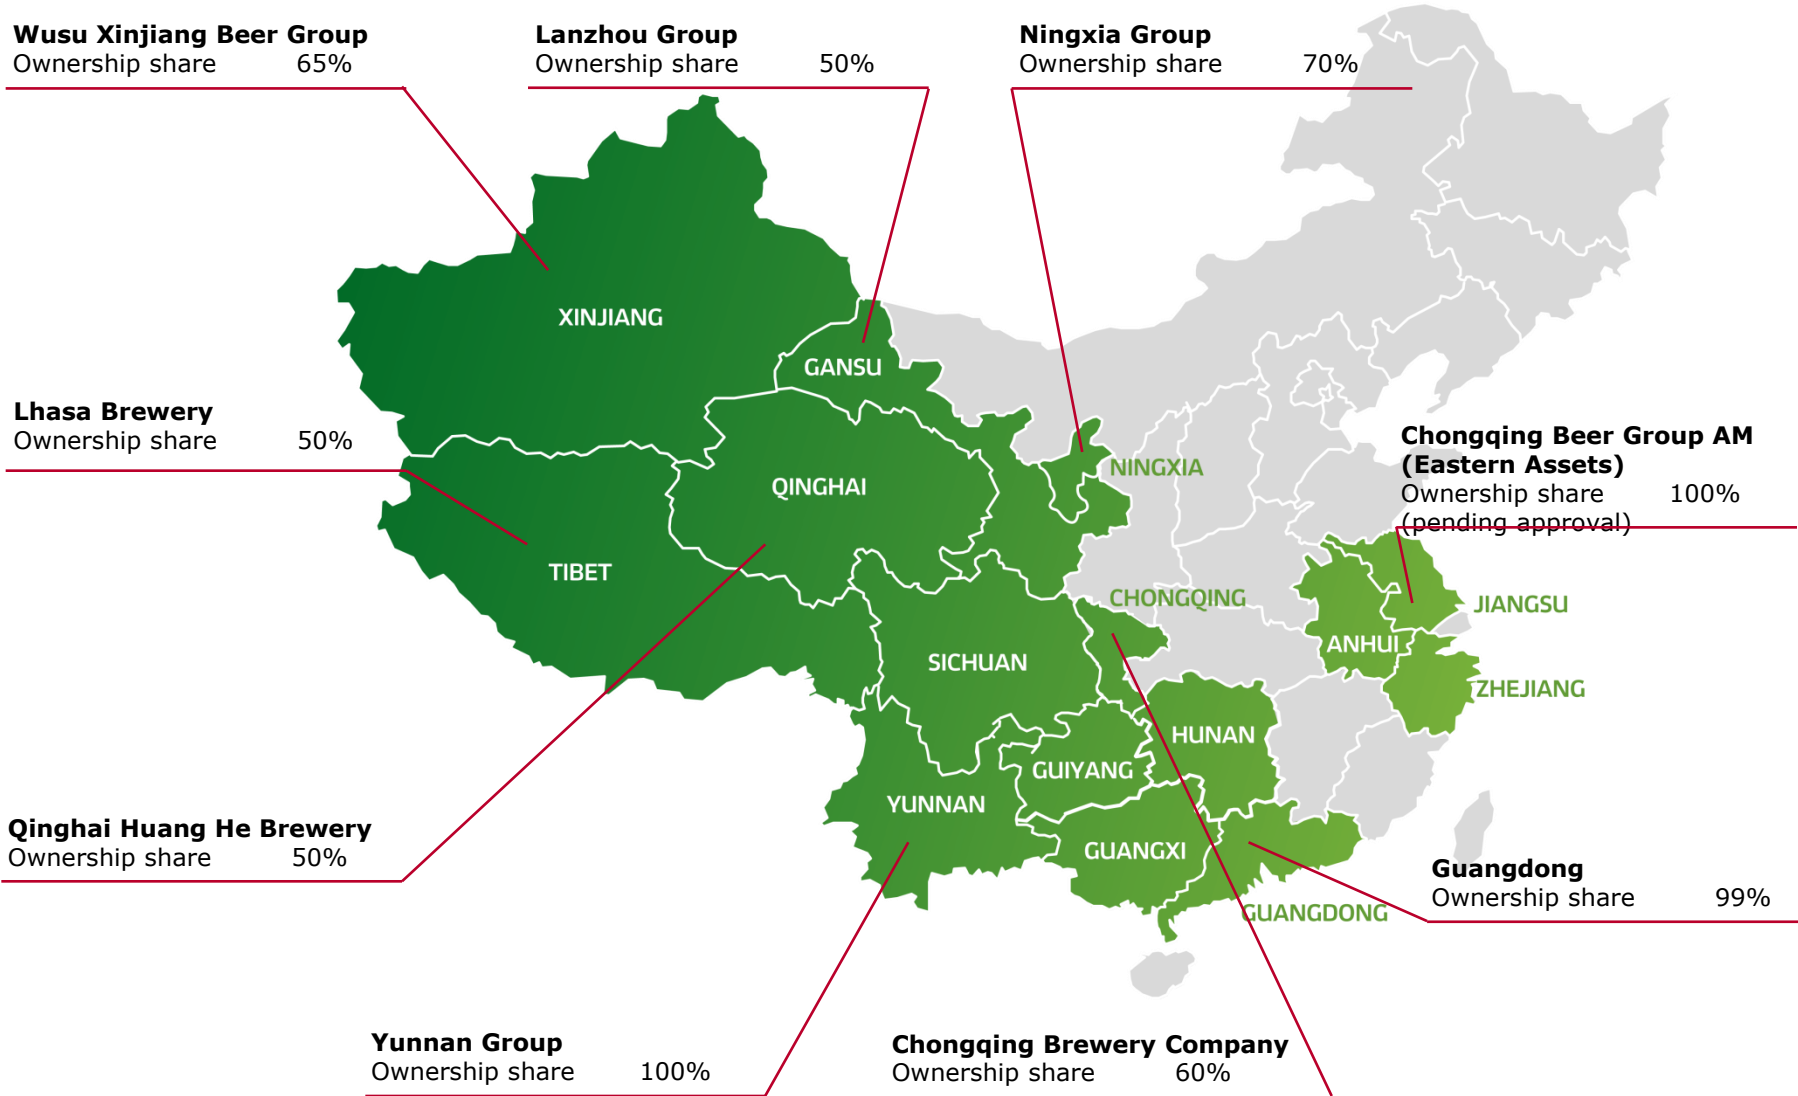 Wusu Xinjiang Beer Group
Ownership share 65%
Lanzhou Group
Ownership share 50%
Ningxia Group
Ownership share 70%
XINJIANG
GANSU
Lhasa Brewery
Ownership share 50%
Chongqing Beer Group AM
(Eastern Assets)
Ownership share 100%
(pending approval)
NINGXIA
QINGHAI
TIBET
CHONGQING
JIANGSU
ANHUI
SICHUAN
ZHEJIANG
HUNAN
GUIYANG
YUNNAN
GUANGXI
Qinghai Huang He Brewery
Ownership share 50%
Guangdong
Ownership share 99%
GUANGDONG
Yunnan Group
Ownership share 100%
Chongqing Brewery Company
Ownership share 60%